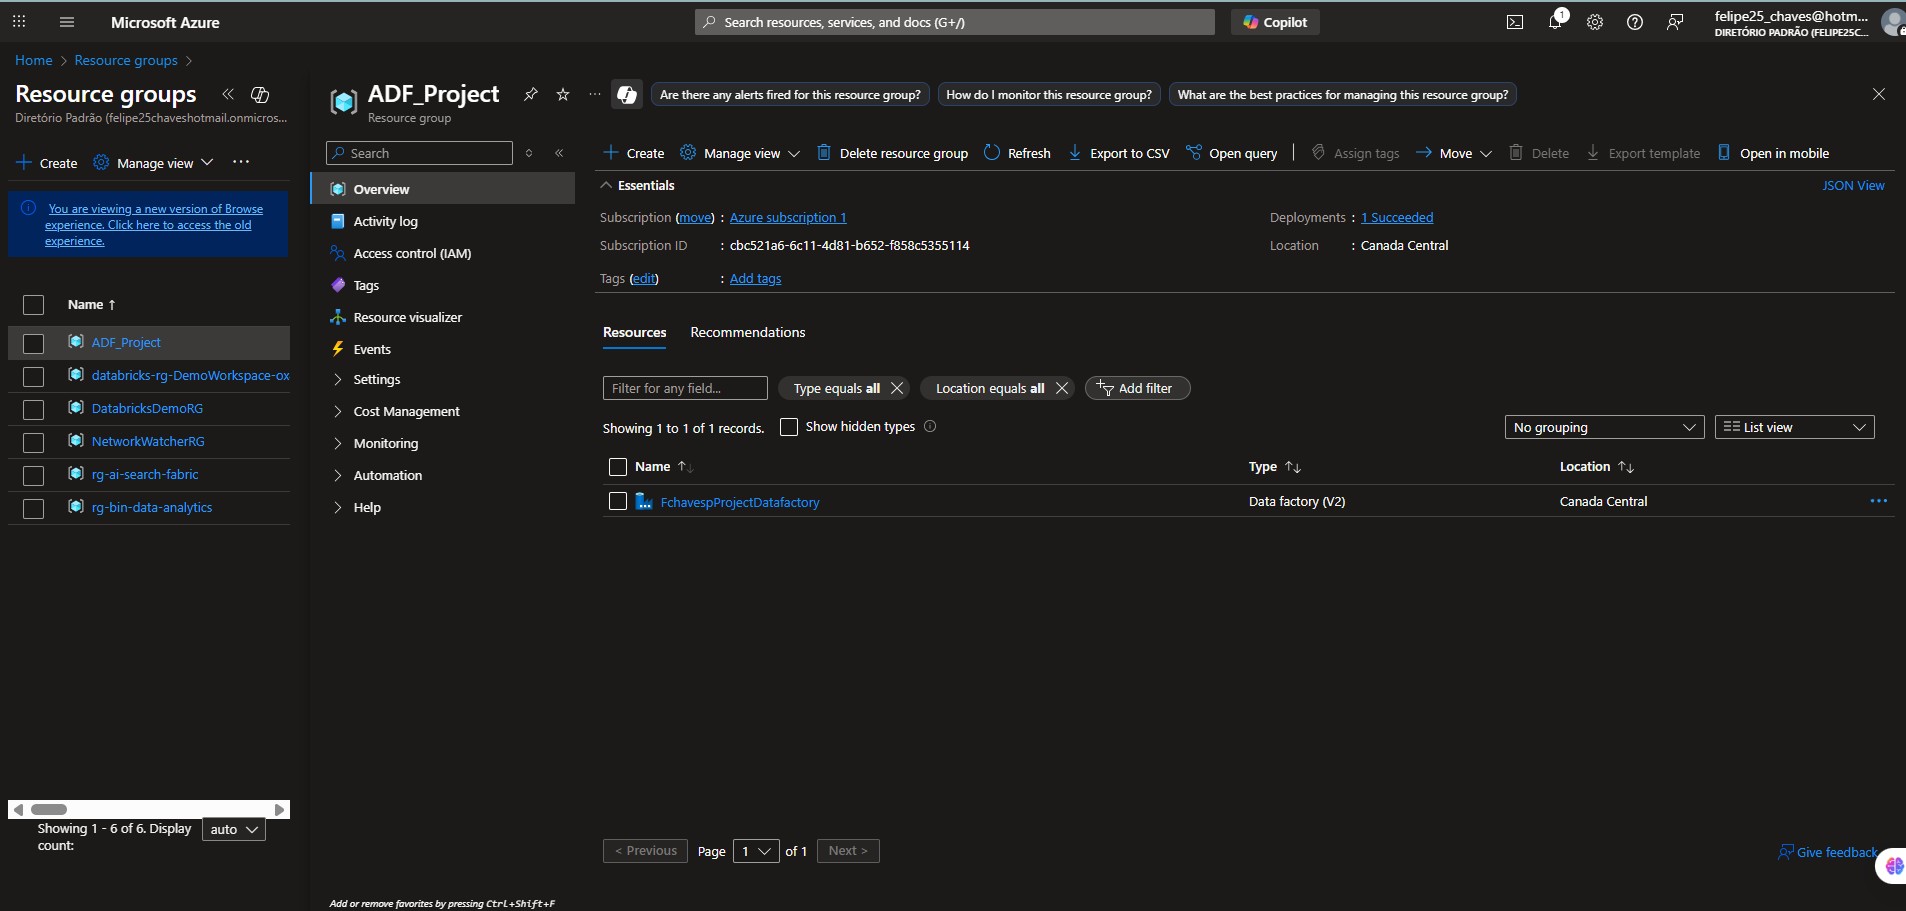 Microsoft Azure
Search resources, services, and docs (G+/)
Copilot
1
felipe25_chaves@hotm...
DIRETÓRIO PADRÃO (FELIPE25C...
Home > Resource groups >
Resource groups
Diretório Padrão (felipe25chaveshotmail.onmicros...
Create
Manage view
You are viewing a new version of Browse
experience. Click here to access the old
experience.
Name ↑
ADF_Project
databricks-rg-DemoWorkspace-ox
DatabricksDemoRG
NetworkWatcherRG
rg-ai-search-fabric
rg-bin-data-analytics
Showing 1 - 6 of 6. Display
count:
auto
ADF_Project
Resource group
Are there any alerts fired for this resource group?
How do I monitor this resource group?
What are the best practices for managing this resource group?
Search
Overview
Activity log
Access control (IAM)
Tags
Resource visualizer
Events
Settings
Cost Management
Monitoring
Automation
Help
Add or remove favorites by pressing Ctrl+Shift+F
Create
Manage view
Delete resource group
Refresh
Export to CSV
Open query
Assign tags
Move
Delete
Export template
Open in mobile
Essentials
JSON View
Subscription (move) : Azure subscription 1
Subscription ID : cbc521a6-6c11-4d81-b652-f858c5355114
Tags (edit) : Add tags
Deployments : 1 Succeeded
Location : Canada Central
Resources
Recommendations
Filter for any field...
Type equals all
Location equals all
Add filter
Showing 1 to 1 of 1 records.
Show hidden types
No grouping
List view
Name ↑↓
Type ↑↓
Location ↑↓
FchavespProjectDatafactory
Data factory (V2)
Canada Central
< Previous
Page
1
of 1
Next >
Give feedback